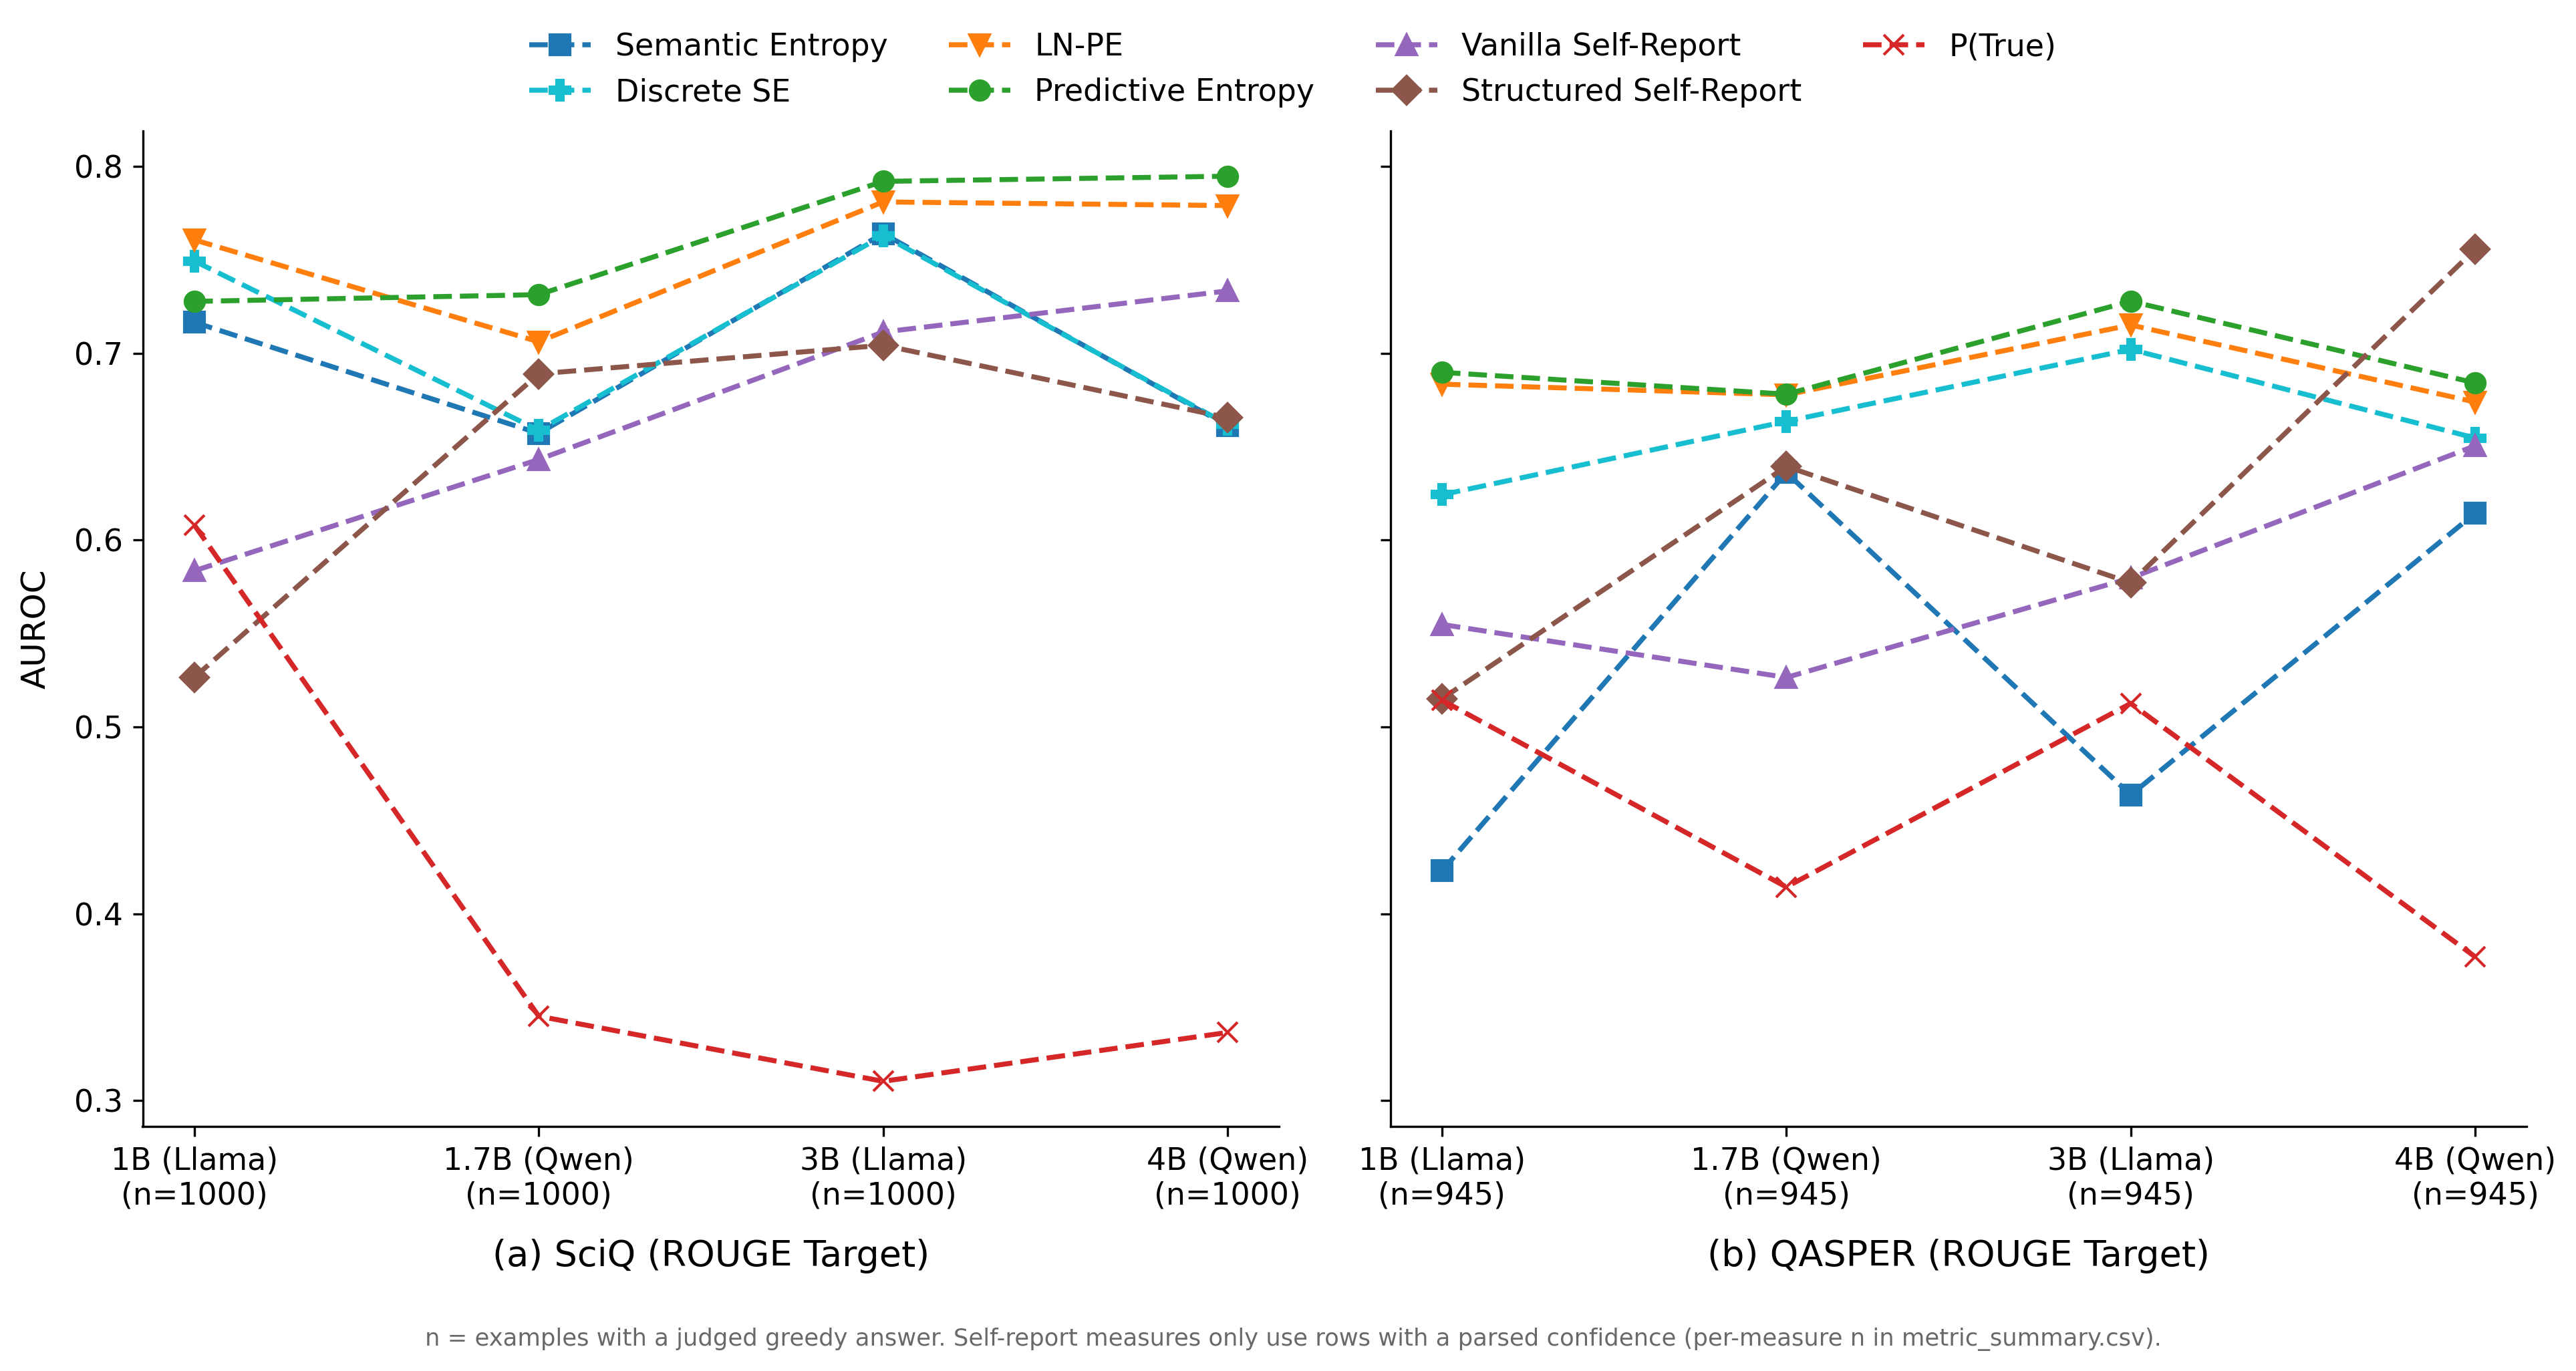 Semantic Entropy
Discrete SE
LN-PE
Predictive Entropy
Vanilla Self-Report
Structured Self-Report
P(True)
AUROC
0.8
0.7
0.6
0.5
0.4
0.3
1B (Llama)
(n=1000)
1.7B (Qwen)
(n=1000)
3B (Llama)
(n=1000)
4B (Qwen)
(n=1000)
(a) SciQ (ROUGE Target)
1B (Llama)
(n=945)
1.7B (Qwen)
(n=945)
3B (Llama)
(n=945)
4B (Qwen)
(n=945)
(b) QASPER (ROUGE Target)
n = examples with a judged greedy answer. Self-report measures only use rows with a parsed confidence (per-measure n in metric_summary.csv).